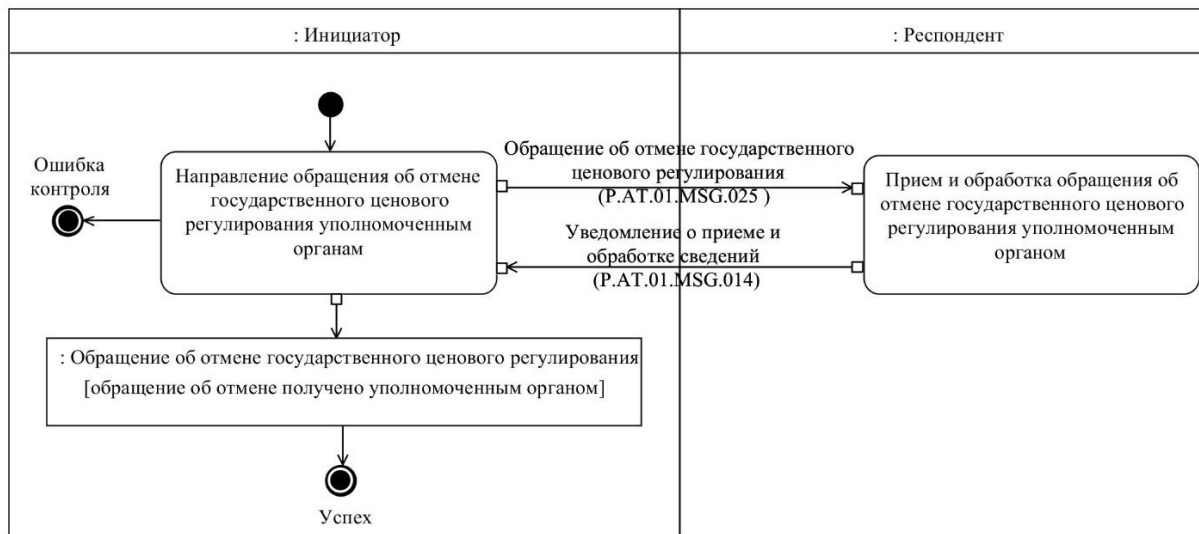 : Инициатор
: Респондент
Ошибка
контроля
Направление обращения об отмене
государственного ценового
регулирования уполномоченным
органам
Обращение об отмене государственного
ценового регулирования
(P.AT.01.MSG.025 )
Уведомление о приеме и
обработке сведений
(P.AT.01.MSG.014)
Прием и обработка обращения об
отмене государственного ценового
регулирования уполномоченным
органом
: Обращение об отмене государственного ценового регулирования
[обращение об отмене получено уполномоченным органом]
Успех